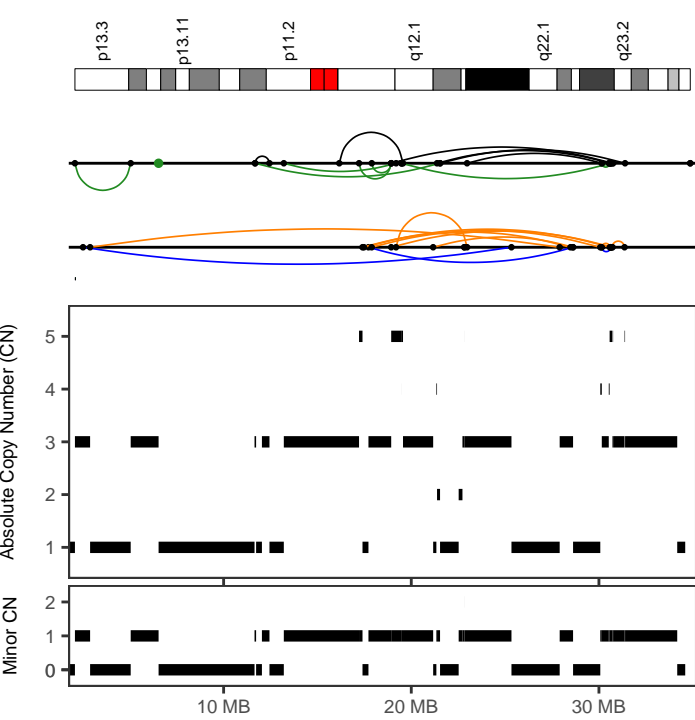 p13.3
p13.11
p11.2
q12.1
q22.1
q23.2
Absolute Copy Number (CN)
5
4
3
2
1
Minor CN
2
1
0
10 MB
20 MB
30 MB